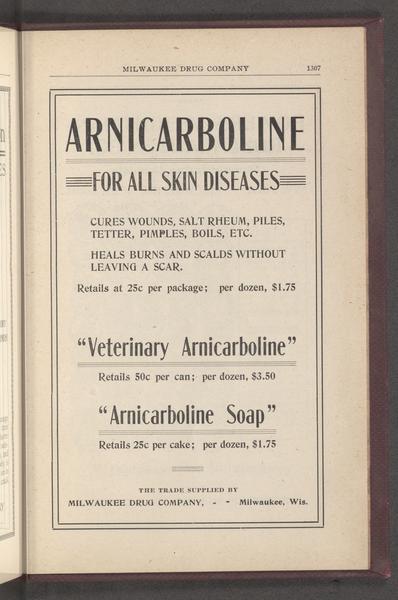 MILWAUKEE DRUG COMPANY 1307
ARNICARBOLINE
FOR ALL SKIN DISEASES
CURES WOUNDS, SALT RHEUM, PILES,
TETTER, PIMPLES, BOILS, ETC.
HEALS BURNS AND SCALDS WITHOUT
LEAVING A SCAR.
Retails at 25c per package; per dozen, $1.75
"Veterinary Arnicarboline"
Retails 50c per can; per dozen, $3.50
"Arnicarboline Soap"
Retails 25c per cake; per dozen, $1.75
THE TRADE SUPPLIED BY
MILWAUKEE DRUG COMPANY, - - Milwaukee, Wis.